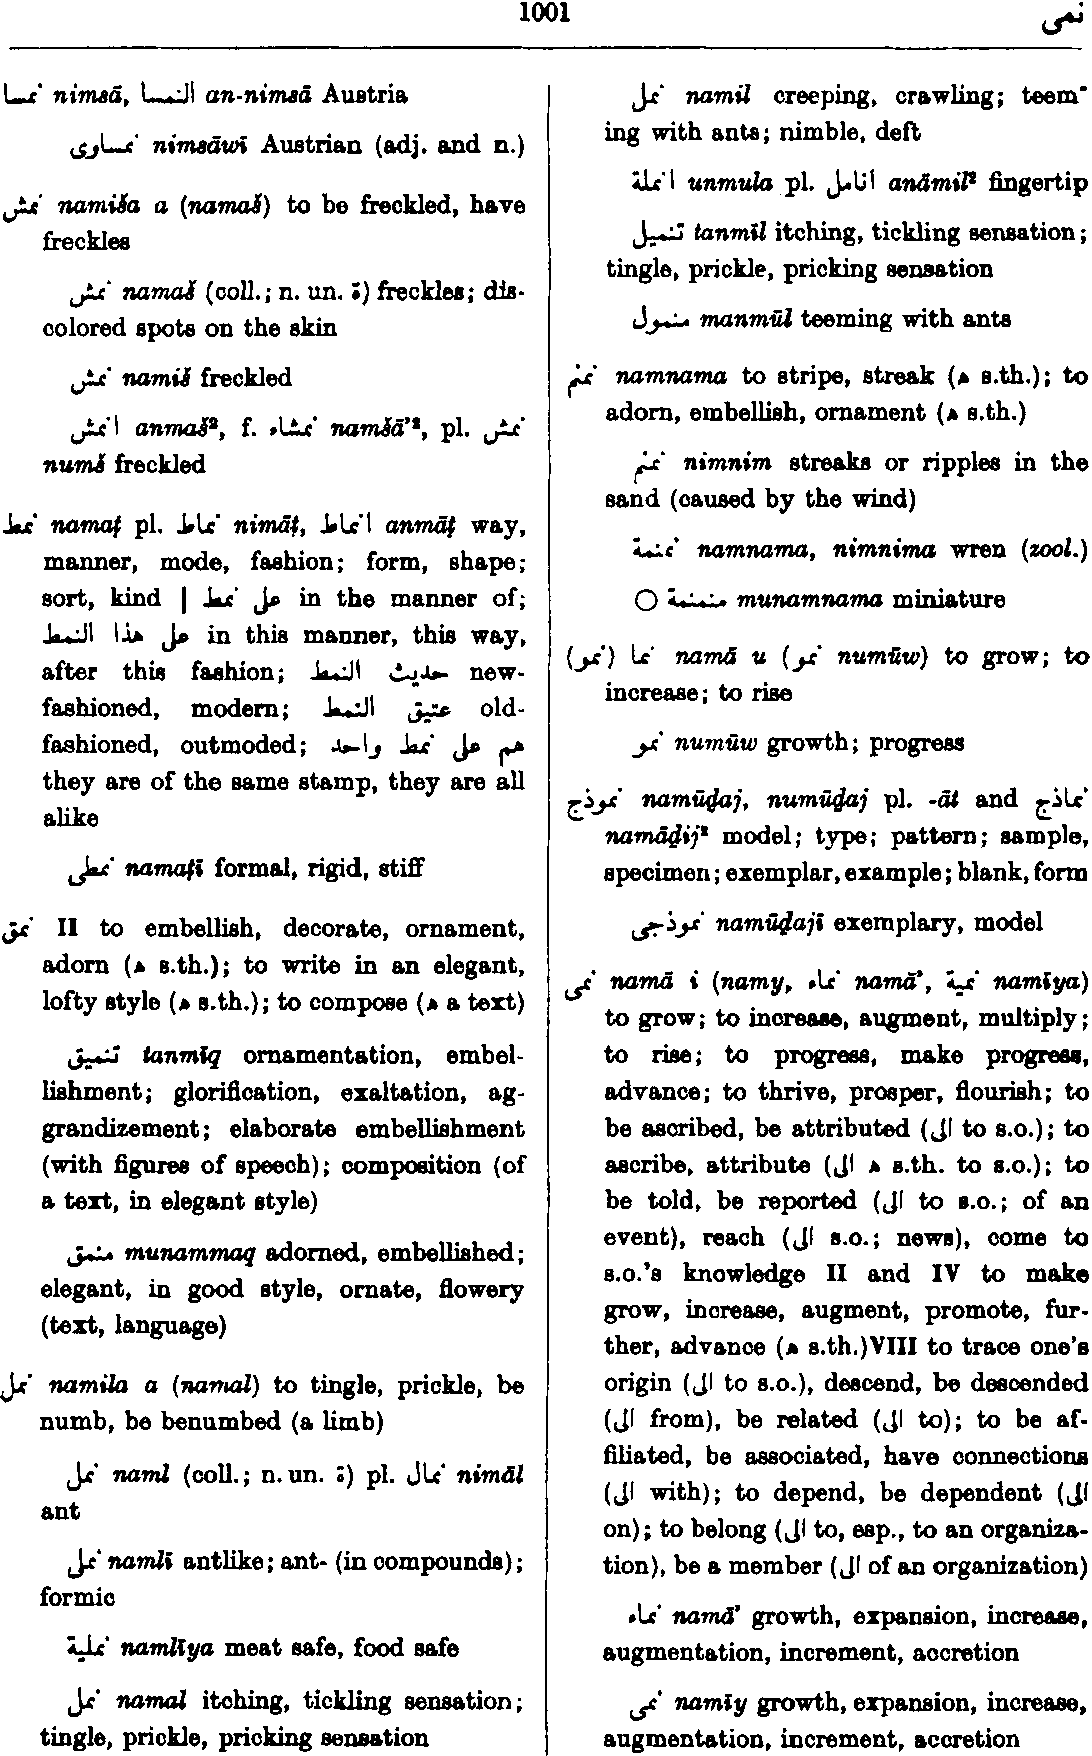 1001
نمى
نمسا nimsā, النمسا an-nimsā Austria
نمساوى nimsāwī Austrian (adj. and n.)
نمش namiša a (namaš) to be freckled, have
freckles
نمش namaš (coll.; n. un. ة) freckles; dis-
colored spots on the skin
نمش namiš freckled
انمش anmaš², f. نمشاء namšā’², pl. نمش
numš freckled
نمط namaṭ pl. نماط nimāṭ, انماط anmāṭ way,
manner, mode, fashion; form, shape;
sort, kind | على نمط in the manner of;
على هذا النمط in this manner, this way,
after this fashion; حديث النمط new-
fashioned, modern; عتيق النمط old-
fashioned, outmoded; هم على نمط واحد
they are of the same stamp, they are all
alike
نمطى namaṭī formal, rigid, stiff
نمق II to embellish, decorate, ornament,
adorn (ه s.th.); to write in an elegant,
lofty style (ه s.th.); to compose (ه a text)
تنميق tanmīq ornamentation, embel-
lishment; glorification, exaltation, ag-
grandizement; elaborate embellishment
(with figures of speech); composition (of
a text, in elegant style)
منمق munammaq adorned, embellished;
elegant, in good style, ornate, flowery
(text, language)
نمل namila a (namal) to tingle, prickle, be
numb, be benumbed (a limb)
نمل naml (coll.; n. un. ة) pl. نمال nimāl
ant
نملى namlī antlike; ant- (in compounds);
formic
نملية namlīya meat safe, food safe
نمل namal itching, tickling sensation;
tingle, prickle, pricking sensation
نمل namil creeping, crawling; teem-
ing with ants; nimble, deft
انملة unmula pl. انامل anāmil² fingertip
تنميل tanmīl itching, tickling sensation;
tingle, prickle, pricking sensation
منمول manmūl teeming with ants
نمنم namnama to stripe, streak (ه s.th.); to
adorn, embellish, ornament (ه s.th.)
نمنم nimnim streaks or ripples in the
sand (caused by the wind)
نمنمة namnama, nimnima wren (zool.)
○ منمنمة munamnama miniature
(نمو) نما namā u (نمو numūw) to grow; to
increase; to rise
نمو numūw growth; progress
نموذج namūḏaj, numūḏaj pl. -āt and نماذج
namāḏij² model; type; pattern; sample,
specimen; exemplar, example; blank, form
نموذجى namūḏajī exemplary, model
نمى namā i (namy, نماء namā’, نمية namīya)
to grow; to increase, augment, multiply;
to rise; to progress, make progress,
advance; to thrive, prosper, flourish; to
be ascribed, be attributed (الى to s.o.); to
ascribe, attribute (الى ه s.th. to s.o.); to
be told, be reported (الى to s.o.; of an
event), reach (الى s.o.; news), come to
s.o.’s knowledge II and IV to make
grow, increase, augment, promote, fur-
ther, advance (ه s.th.)VIII to trace one’s
origin (الى to s.o.), descend, be descended
(الى from), be related (الى to); to be af-
filiated, be associated, have connections
(الى with); to depend, be dependent (الى
on); to belong (الى to, esp., to an organiza-
tion), be a member (الى of an organization)
نماء namā’ growth, expansion, increase,
augmentation, increment, accretion
نمى namīy growth, expansion, increase,
augmentation, increment, accretion